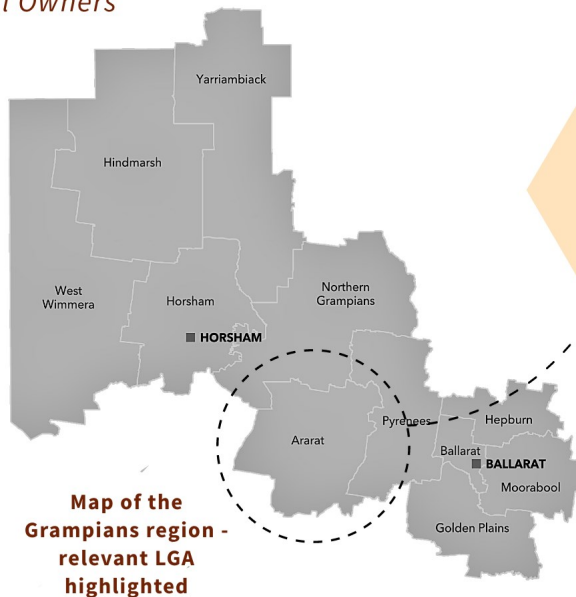 l Owners
Yarriambiack
Hindmarsh
West
Wimmera
Horsham
Northern
Grampians
HORSHAM
Ararat
Pyrenees
Hepburn
Ballarat
BALLARAT
Moorabool
Golden Plains
Map of the
Grampians region -
relevant LGA
highlighted